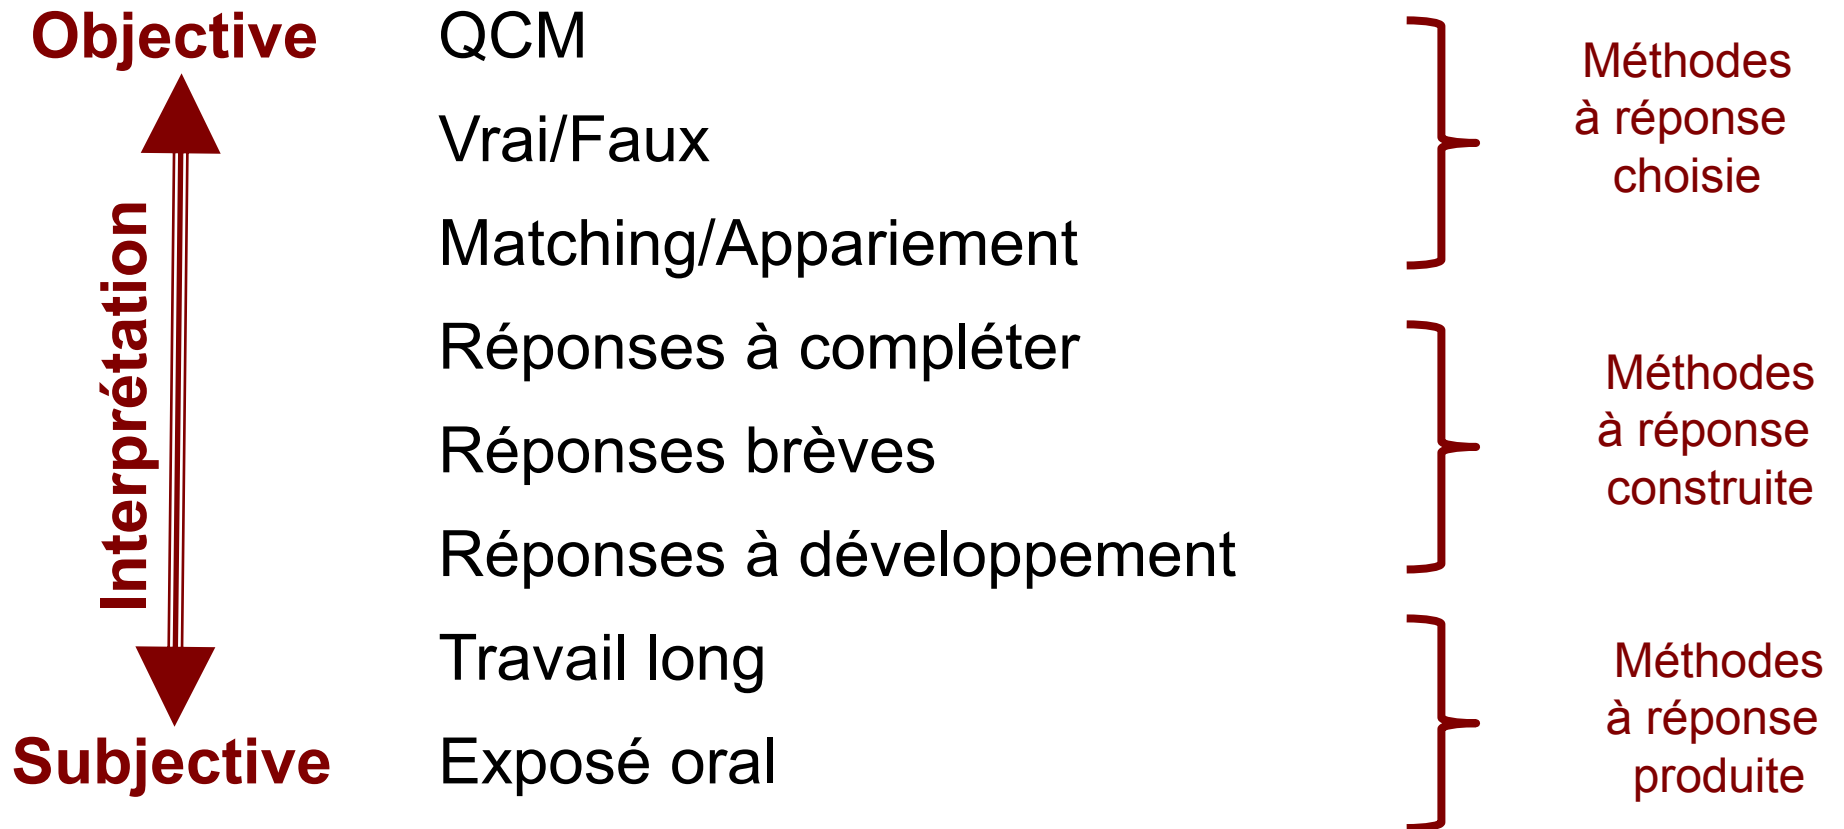 Objective
Interprétation
Subjective
QCM
Vrai/Faux
Matching/Appariement
Réponses à compléter
Réponses brèves
Réponses à développement
Travail long
Exposé oral
Méthodes
à réponse
choisie
Méthodes
à réponse
construite
Méthodes
à réponse
produite